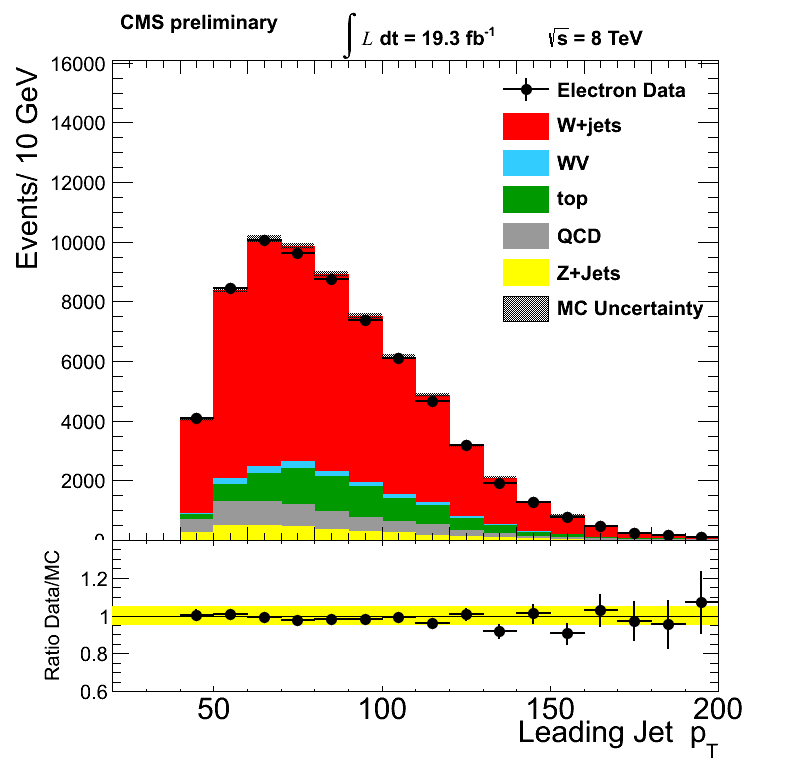 CMS preliminary
∫ L dt = 19.3 fb⁻¹
√s = 8 TeV
Events/ 10 GeV
16000
14000
12000
10000
8000
6000
4000
2000
0
Electron Data
W+jets
WV
top
QCD
Z+Jets
MC Uncertainty
Ratio Data/MC
1.2
1
0.8
0.6
50
100
150
200
Leading Jet p_T